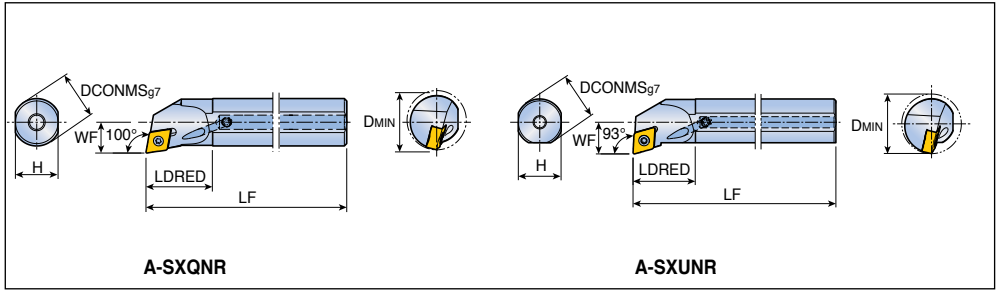 DCONMSg7
WF
100°
H
LDRED
LF
DMIN
A-SXQNR
DCONMSg7
WF
93°
H
LDRED
LF
DMIN
A-SXUNR